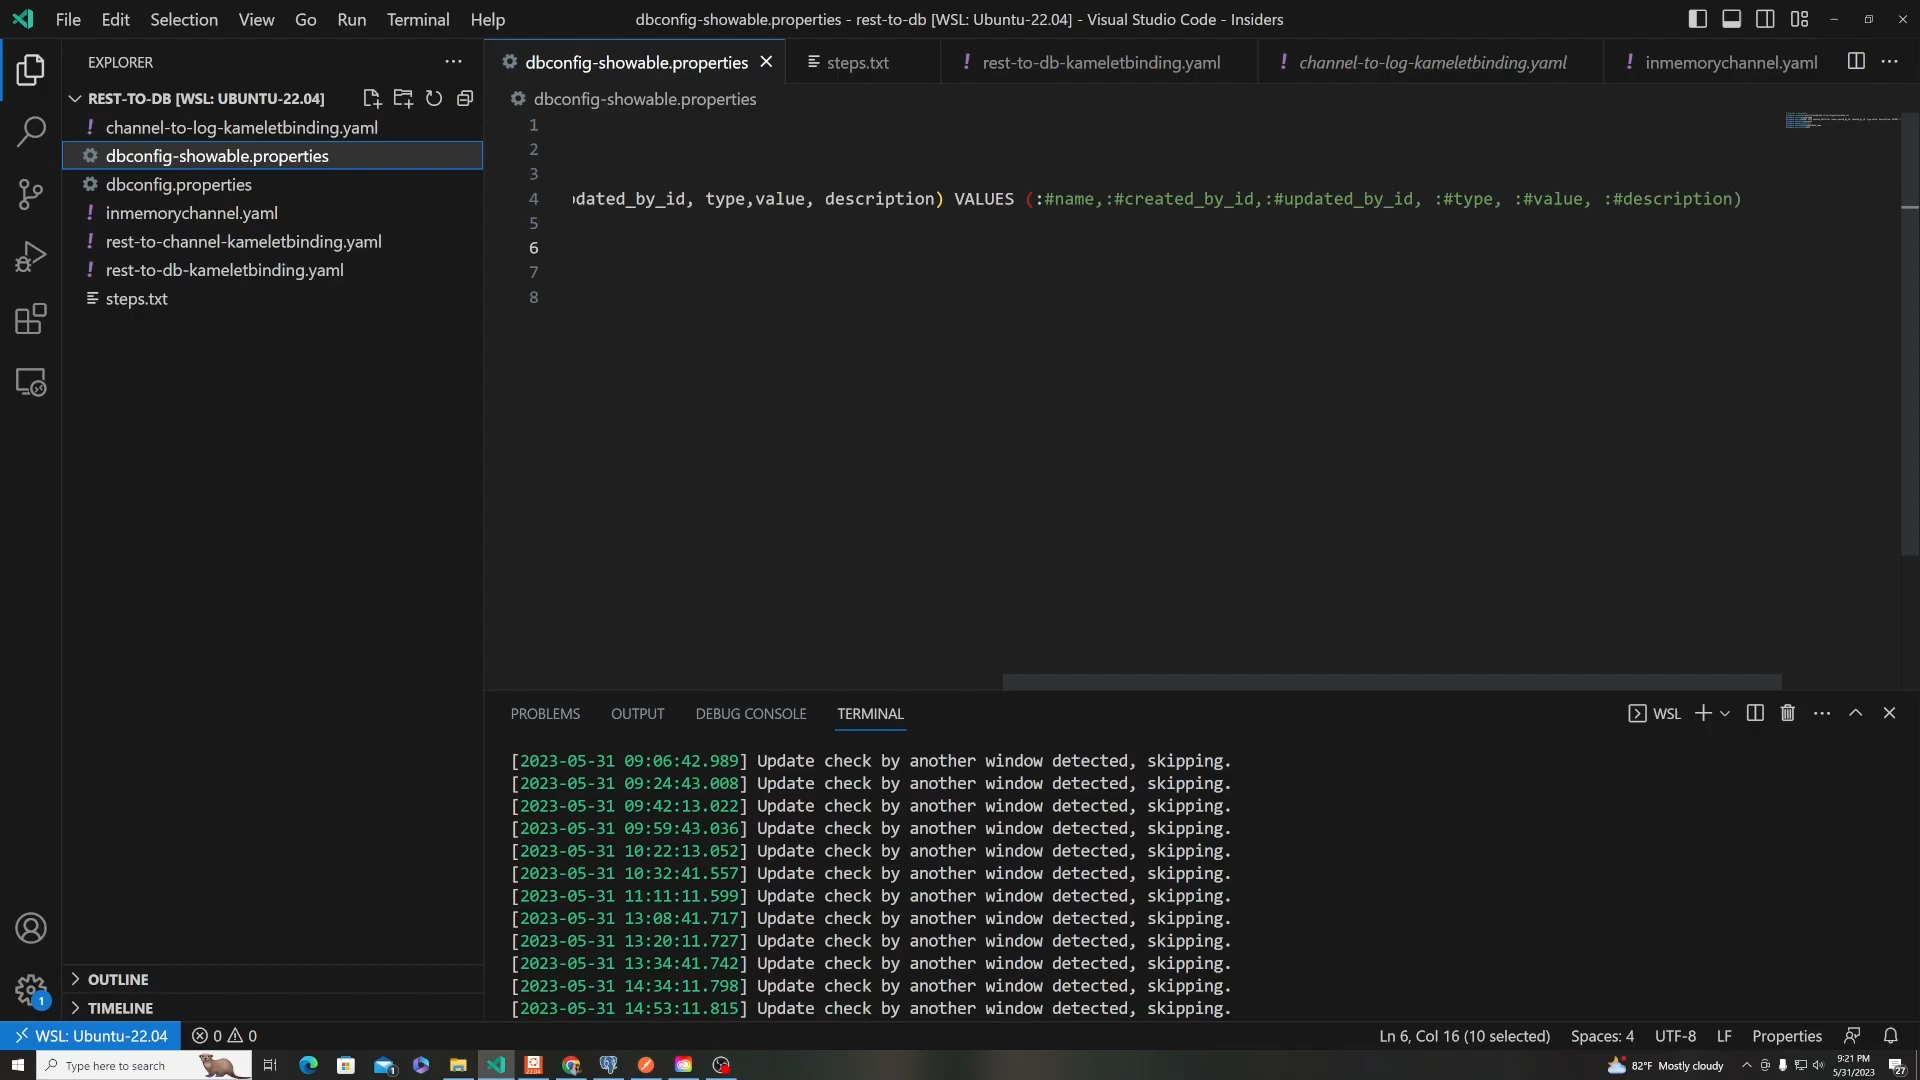 File Edit Selection View Go Run Terminal Help dbconfig-showable.properties - rest-to-db [WSL: Ubuntu-22.04] - Visual Studio Code - Insiders
EXPLORER
REST-TO-DB [WSL: UBUNTU-22.04]
channel-to-log-kameletbinding.yaml
dbconfig-showable.properties
dbconfig.properties
inmemorychannel.yaml
rest-to-channel-kameletbinding.yaml
rest-to-db-kameletbinding.yaml
steps.txt
OUTLINE
TIMELINE
dbconfig-showable.properties steps.txt rest-to-db-kameletbinding.yaml channel-to-log-kameletbinding.yaml inmemorychannel.yaml
dbconfig-showable.properties
1
2
3
4 dated_by_id, type,value, description) VALUES (:#name,:#created_by_id,:#updated_by_id, :#type, :#value, :#description)
5
6
7
8
PROBLEMS OUTPUT DEBUG CONSOLE TERMINAL WSL
[2023-05-31 09:06:42.989] Update check by another window detected, skipping.
[2023-05-31 09:24:43.008] Update check by another window detected, skipping.
[2023-05-31 09:42:13.022] Update check by another window detected, skipping.
[2023-05-31 09:59:43.036] Update check by another window detected, skipping.
[2023-05-31 10:22:13.052] Update check by another window detected, skipping.
[2023-05-31 10:32:41.557] Update check by another window detected, skipping.
[2023-05-31 11:11:11.599] Update check by another window detected, skipping.
[2023-05-31 13:08:41.717] Update check by another window detected, skipping.
[2023-05-31 13:20:11.727] Update check by another window detected, skipping.
[2023-05-31 13:34:41.742] Update check by another window detected, skipping.
[2023-05-31 14:34:11.798] Update check by another window detected, skipping.
[2023-05-31 14:53:11.815] Update check by another window detected, skipping.
1
WSL: Ubuntu-22.04 0 0 Ln 6, Col 16 (10 selected) Spaces: 4 UTF-8 LF Properties
Type here to search 82°F Mostly cloudy 9:21 PM
5/31/2023 27